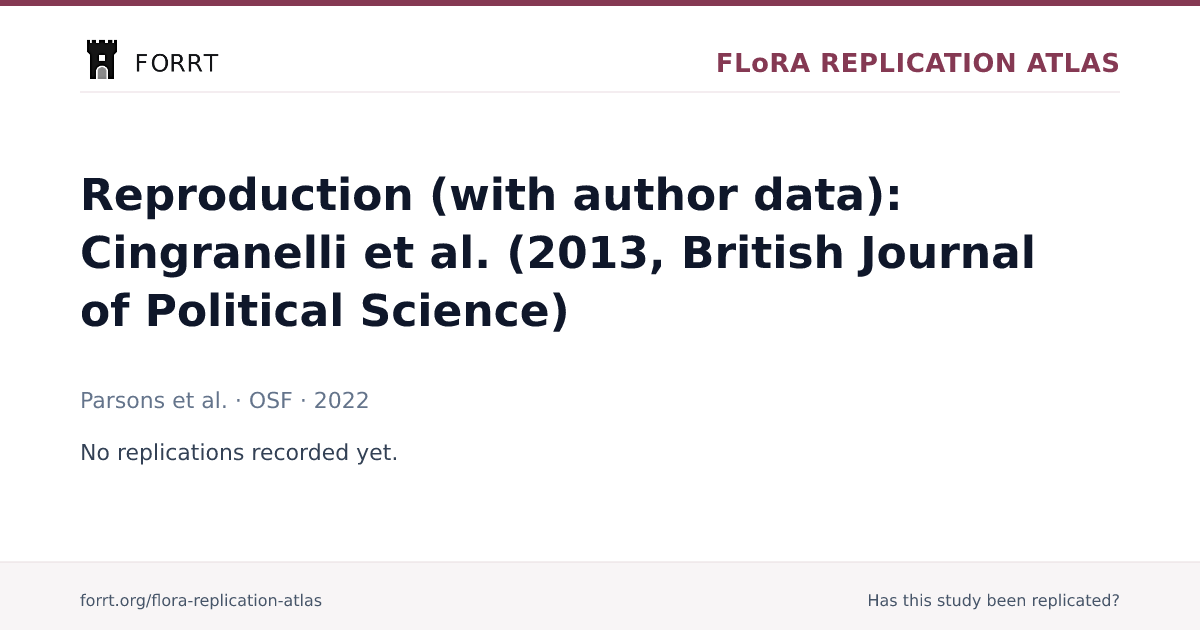 FORRT
FLoRA REPLICATION ATLAS
Reproduction (with author data):
Cingranelli et al. (2013, British Journal
of Political Science)
Parsons et al. · OSF · 2022
No replications recorded yet.
forrt.org/flora-replication-atlas
Has this study been replicated?